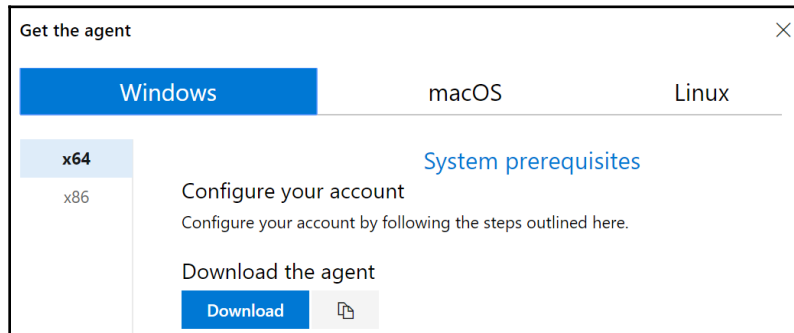 Get the agent
Windows macOS Linux
x64
x86
System prerequisites
Configure your account
Configure your account by following the steps outlined here.
Download the agent
Download